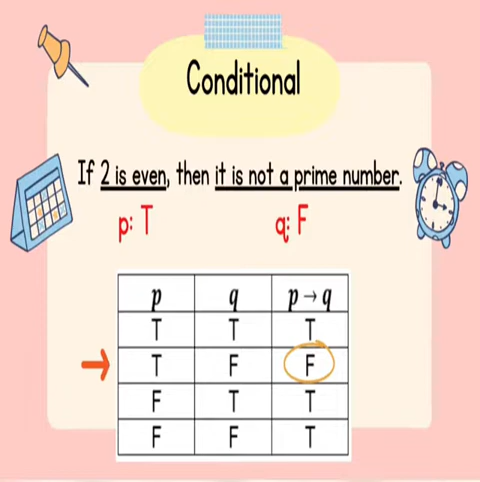 Conditional
If 2 is even, then it is not a prime number.
p: T q: F
p q p → q
T T T
→ T F F
F T T
F F T